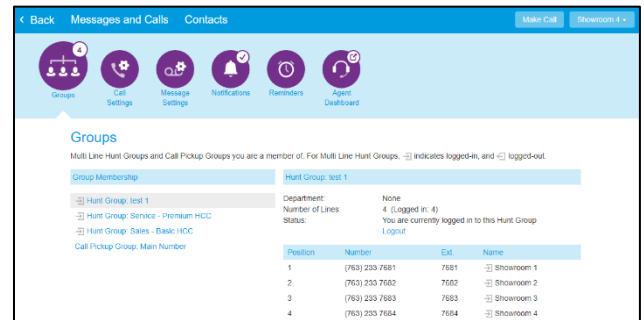 Back Messages and Calls Contacts Make Call Showroom 4
4
Groups
Call Settings
Message Settings
Notifications
Reminders
Agent Dashboard
Groups
Multi Line Hunt Groups and Call Pickup Groups you are a member of. For Multi Line Hunt Groups, indicates logged-in, and logged-out.
Group Membership
Hunt Group: test 1
Hunt Group: Service - Premium HCC
Hunt Group: Sales - Basic HCC
Call Pickup Group: Main Number
Hunt Group: test 1
Department: None
Number of Lines: 4 (Logged in: 4)
Status: You are currently logged in to this Hunt Group
Logout
Position Number Ext. Name
1 (763) 233 7681 7681 Showroom 1
2 (763) 233 7682 7682 Showroom 2
3 (763) 233 7683 7683 Showroom 3
4 (763) 233 7684 7684 Showroom 4